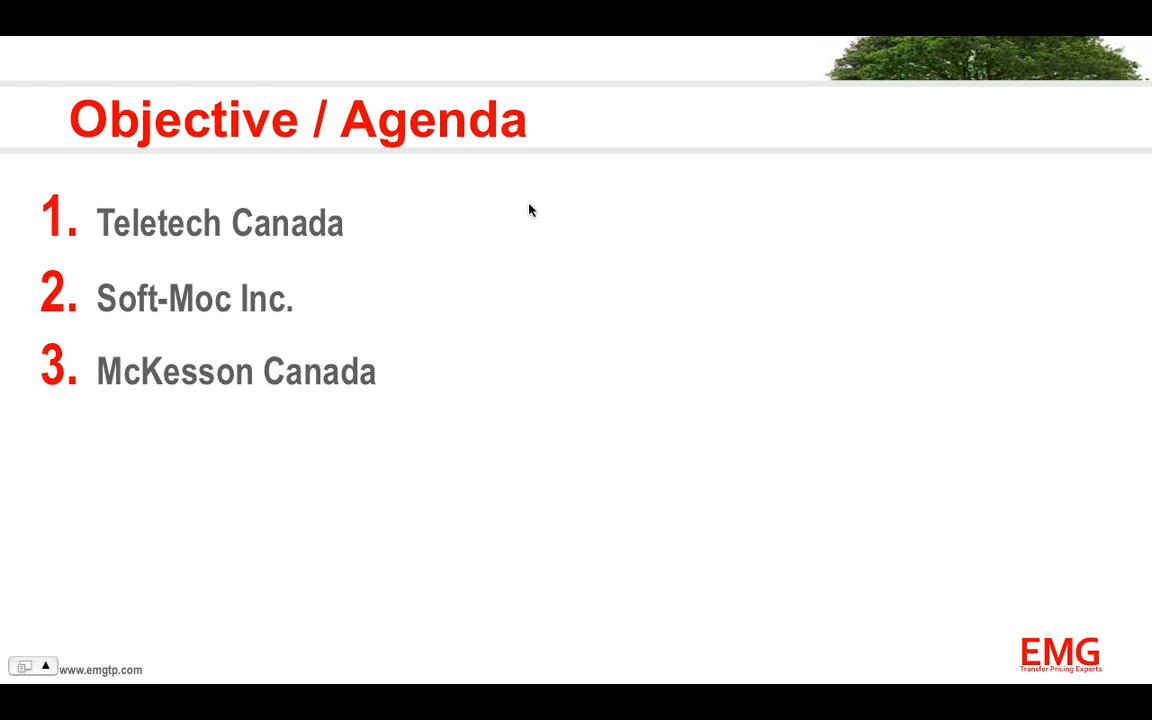 Objective / Agenda
1. Teletech Canada
2. Soft-Moc Inc.
3. McKesson Canada
www.emgtp.com
EMG
Transfer Pricing Experts